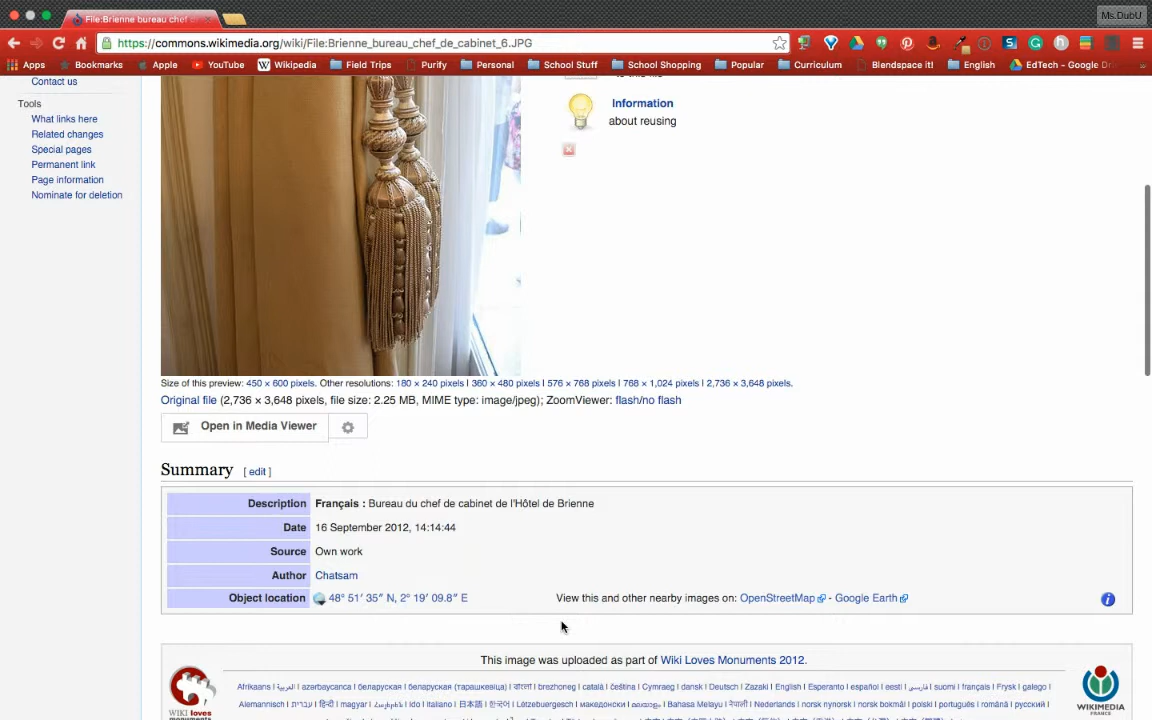 File:Brienne bureau chef
Ms.DubU
https://commons.wikimedia.org/wiki/File:Brienne_bureau_chef_de_cabinet_6.JPG
Apps Bookmarks Apple YouTube Wikipedia Field Trips Purify Personal School Stuff School Shopping Popular Curriculum Blendspace it! English EdTech - Google
Contact us
Tools
What links here
Related changes
Special pages
Permanent link
Page information
Nominate for deletion
Information
about reusing
Size of this preview: 450 × 600 pixels. Other resolutions: 180 × 240 pixels | 360 × 480 pixels | 576 × 768 pixels | 768 × 1,024 pixels | 2,736 × 3,648 pixels.
Original file (2,736 × 3,648 pixels, file size: 2.25 MB, MIME type: image/jpeg); ZoomViewer: flash/no flash
Open in Media Viewer
Summary [ edit ]
Description Français : Bureau du chef de cabinet de l'Hôtel de Brienne
Date 16 September 2012, 14:14:44
Source Own work
Author Chatsam
Object location 48° 51′ 35″ N, 2° 19′ 09.8″ E View this and other nearby images on: OpenStreetMap - Google Earth
This image was uploaded as part of Wiki Loves Monuments 2012.
Afrikaans | العربية | azərbaycanca | беларуская | беларуская (тарашкевіца) | বাংলা | brezhoneg | català | čeština | Cymraeg | dansk | Deutsch | Zazaki | English | Esperanto | español | eesti | فارسی | suomi | français | Frysk | galego |
Alemannisch | עברית | हिन्दी | magyar | Հայերեն | ido | italiano | 日本語 | 한국어 | Lëtzebuergesch | македонски | മലയാളം | Bahasa Melayu | नेपाली | Nederlands | norsk nynorsk | norsk bokmål | polski | português | română | русский |
WIKI loves
WIKIMEDIA
FRANCE